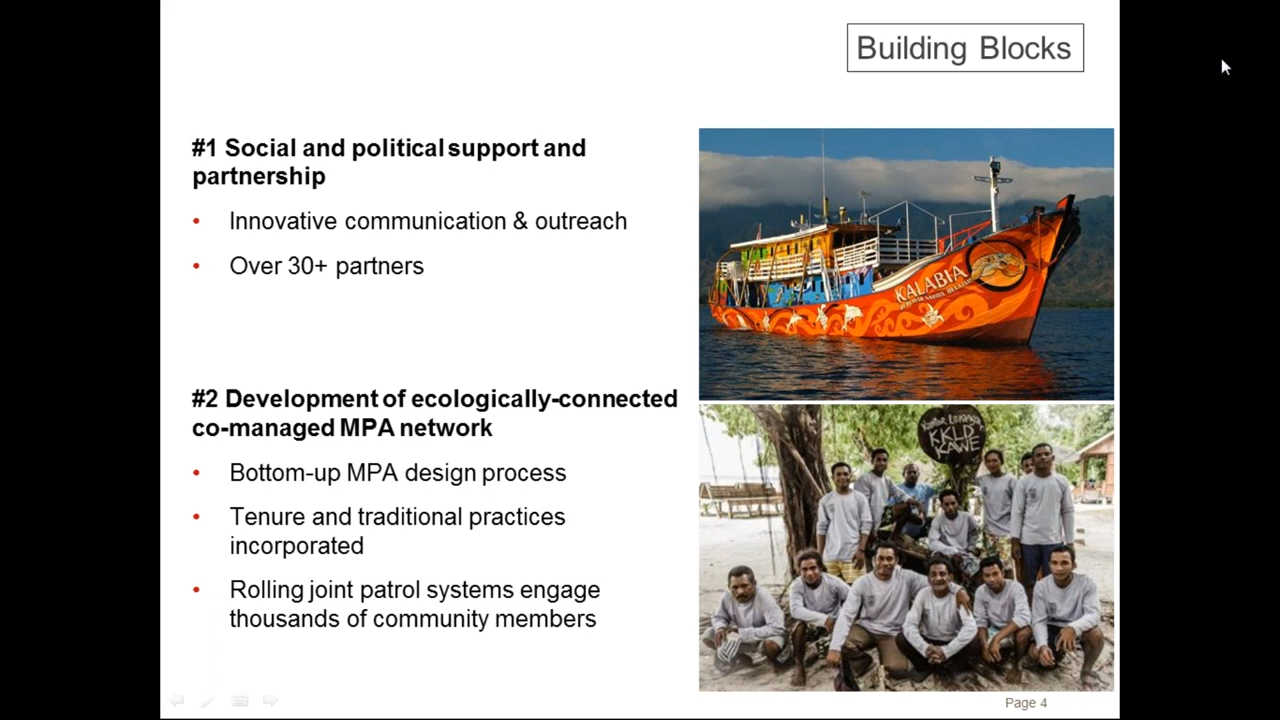 Building Blocks
#1 Social and political support and
partnership
• Innovative communication & outreach
• Over 30+ partners
KALABIA
#2 Development of ecologically-connected
co-managed MPA network
• Bottom-up MPA design process
• Tenure and traditional practices
incorporated
• Rolling joint patrol systems engage
thousands of community members
KKLD
KAWE
Page 4